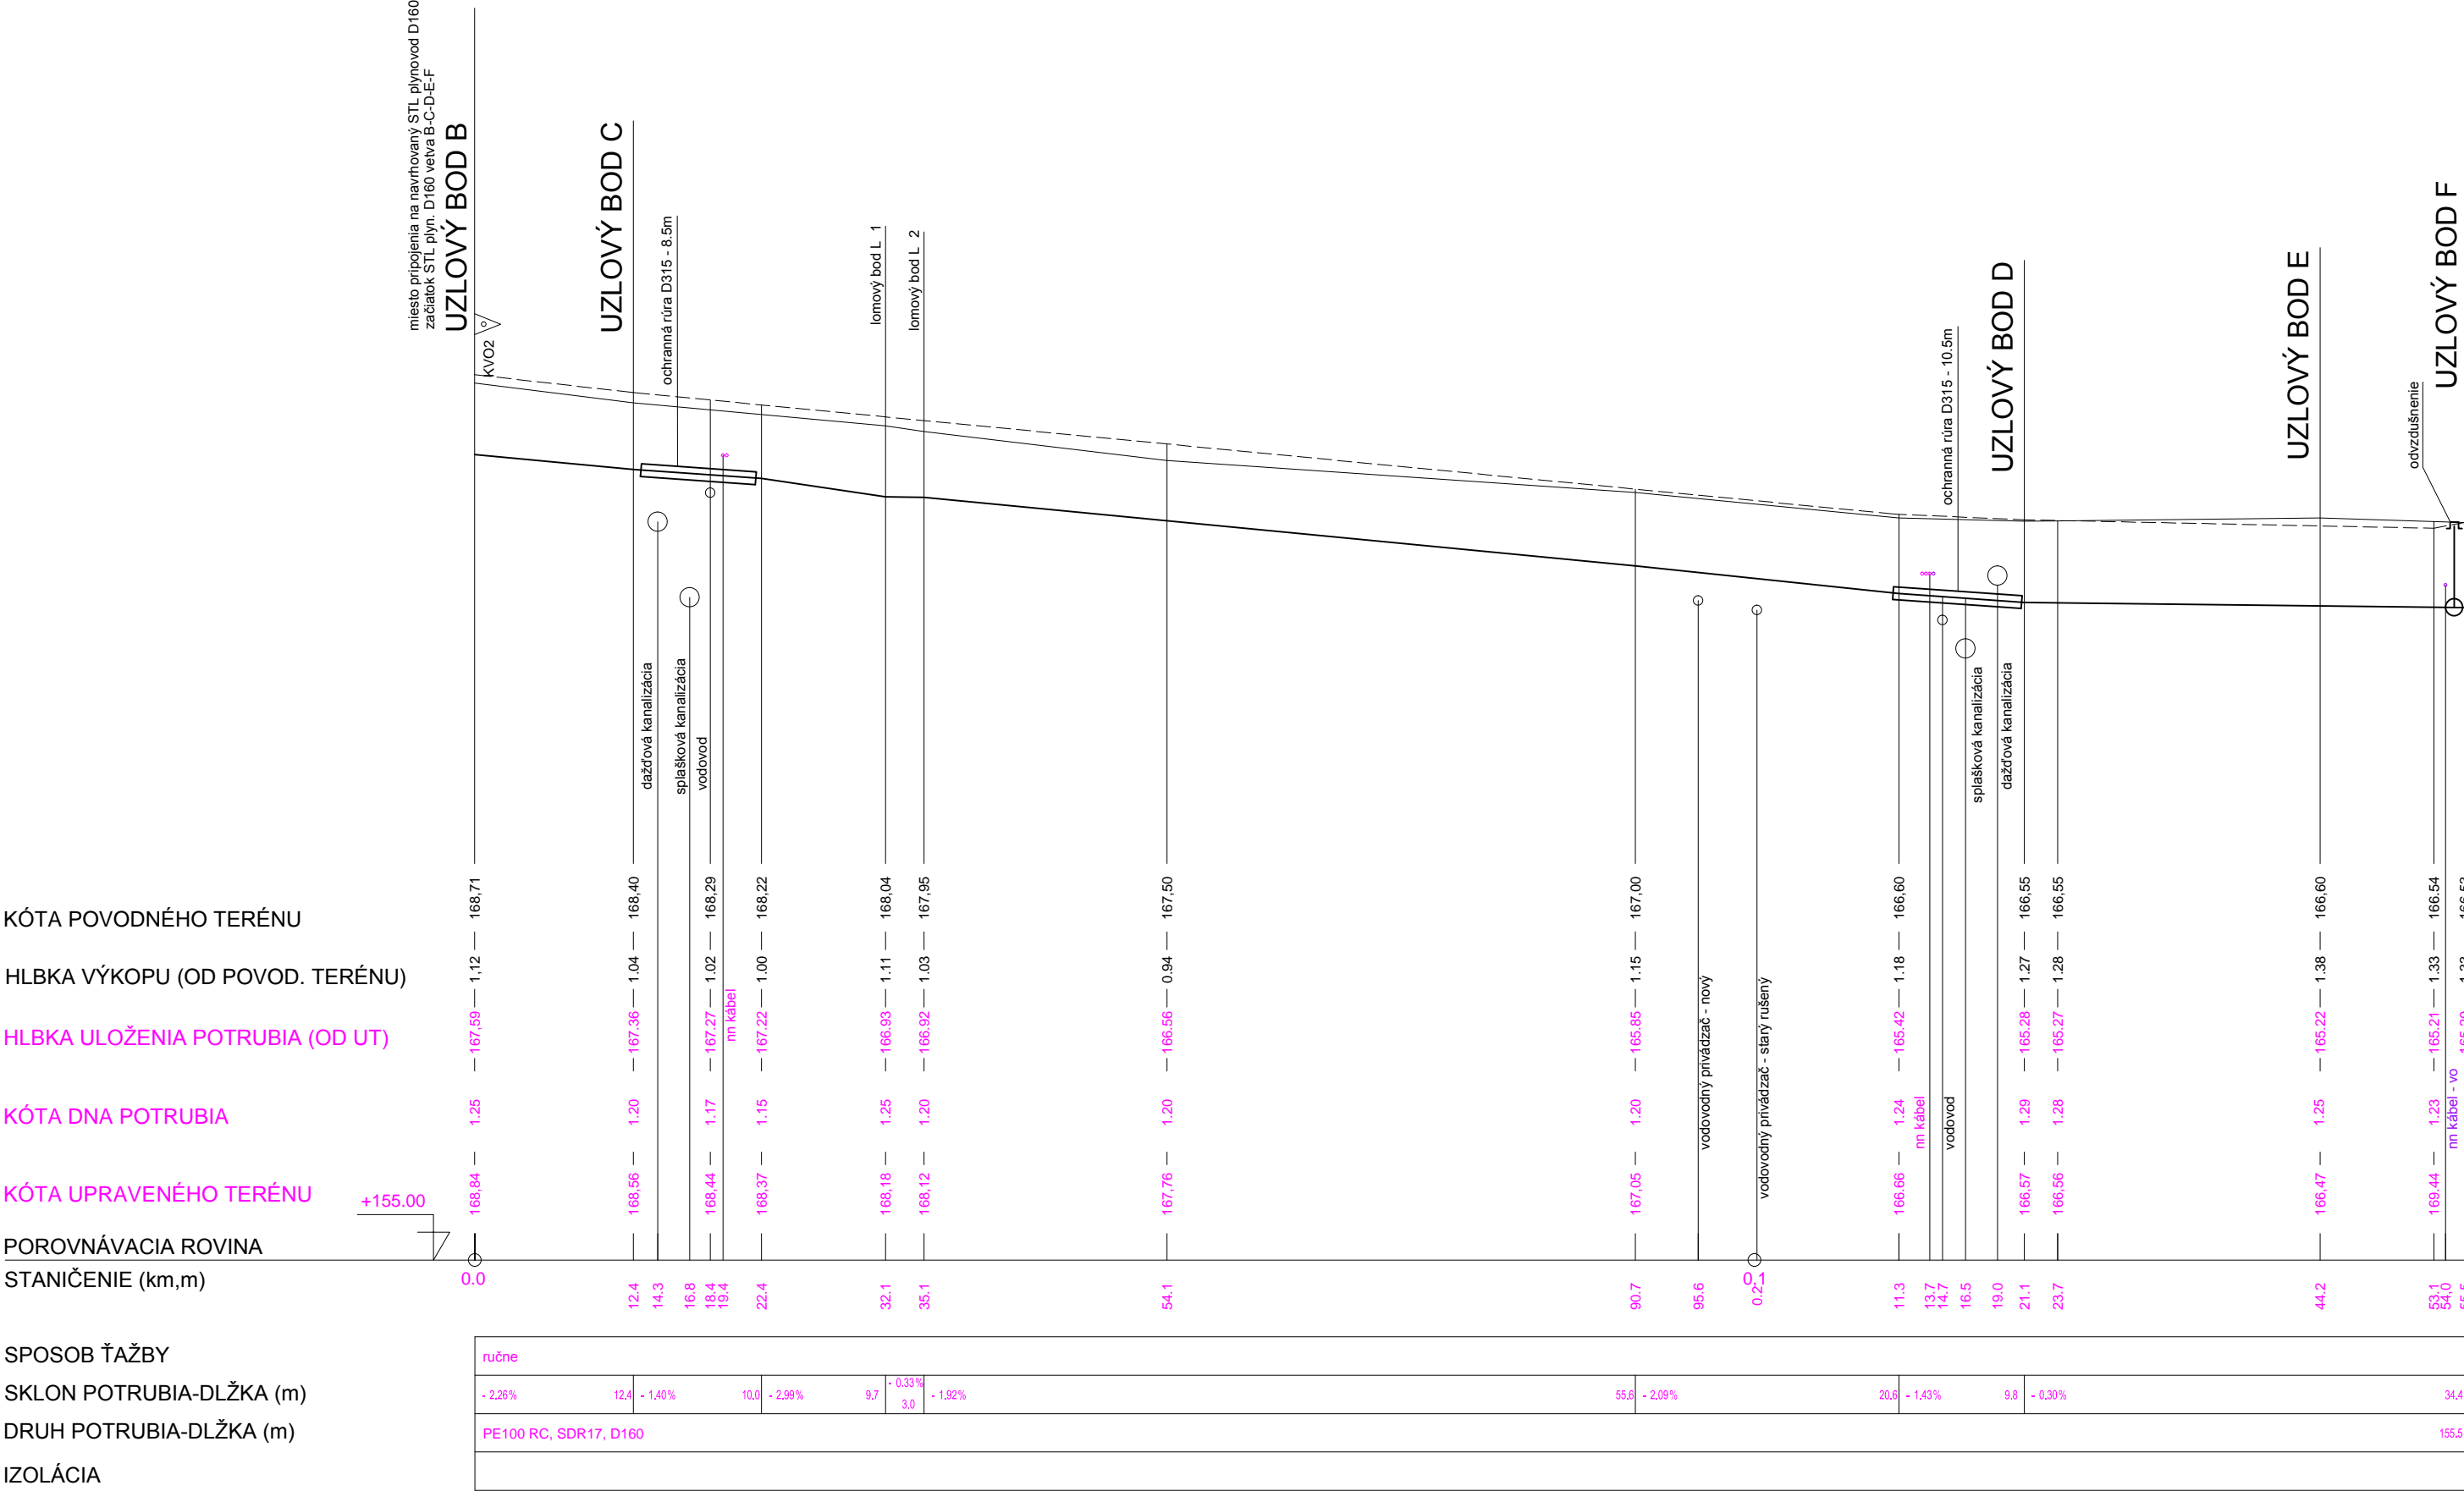 miesto pripojenia na navrhovaný STL plynovod D160
začiatok STL plyn. D160 vetva B-C-D-E-F
UZLOVÝ BOD B
KVO2
UZLOVÝ BOD C
ochranná rúra D315 - 8.5m
lomový bod L 1
lomový bod L 2
ochranná rúra D315 - 10.5m
UZLOVÝ BOD D
UZLOVÝ BOD E
odvzdušnenie
UZLOVÝ BOD F
dažďová kanalizácia
splašková kanalizácia
vodovod
nn kábel
vodovodný privádzač - nový
vodovodný privádzač - starý rušený
nn kábel
vodovod
splašková kanalizácia
dažďová kanalizácia
nn kábel - vo
KÓTA POVODNÉHO TERÉNU
168,71 168,40 168,29 168,22 168,04 167,95 167,50 167,00 166,60 166,55 166,55 166,60 166.54
HLBKA VÝKOPU (OD POVOD. TERÉNU)
1,12 1.04 1.02 1.00 1.11 1.03 0.94 1.15 1.18 1.27 1.28 1.38 1.33
HLBKA ULOŽENIA POTRUBIA (OD UT)
167,59 167.36 167.27 167.22 166.93 166.92 166.56 165.85 165.42 165.28 165.27 165.22 165.21
KÓTA DNA POTRUBIA
1.25 1.20 1.17 1.15 1.25 1.20 1.20 1.20 1.24 1.29 1.28 1.25 1.23
KÓTA UPRAVENÉHO TERÉNU
168,84 168,56 168,44 168,37 168,18 168,12 167,76 167,05 166.66 166,57 166,56 166,47 169.44
+155.00
POROVNÁVACIA ROVINA
STANIČENIE (km,m)
0.0 12.4 14.3 16.8 18.4 19.4 22.4 32.1 35.1 54.1 90.7 95.6 0.1 0.2 11.3 13.7 14.7 16.5 19.0 21.1 23.7 44.2 53.1 54,0
SPOSOB ŤAŽBY
ručne
SKLON POTRUBIA-DLŽKA (m)
- 2.26% 12.4 - 1.40% 10.0 - 2.99% 9.7 - 0.33% 3.0 - 1.92% 55.6 - 2.09% 20.6 - 1.43% 9.8 - 0.30% 34.4
DRUH POTRUBIA-DLŽKA (m)
PE100 RC, SDR17, D160 155.5
IZOLÁCIA